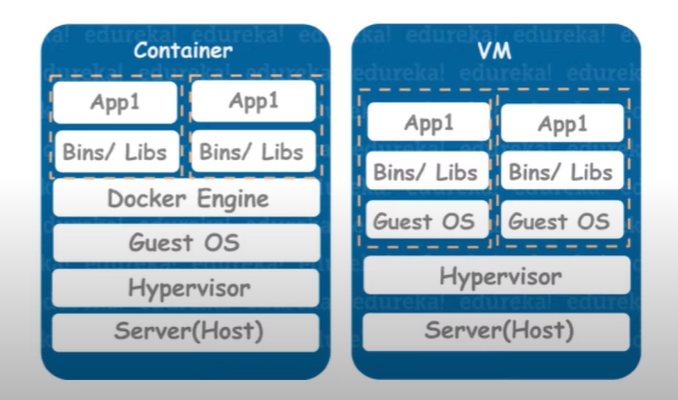 Container
App1 App1
Bins/ Libs Bins/ Libs
Docker Engine
Guest OS
Hypervisor
Server(Host)
VM
App1 App1
Bins/ Libs Bins/ Libs
Guest OS Guest OS
Hypervisor
Server(Host)